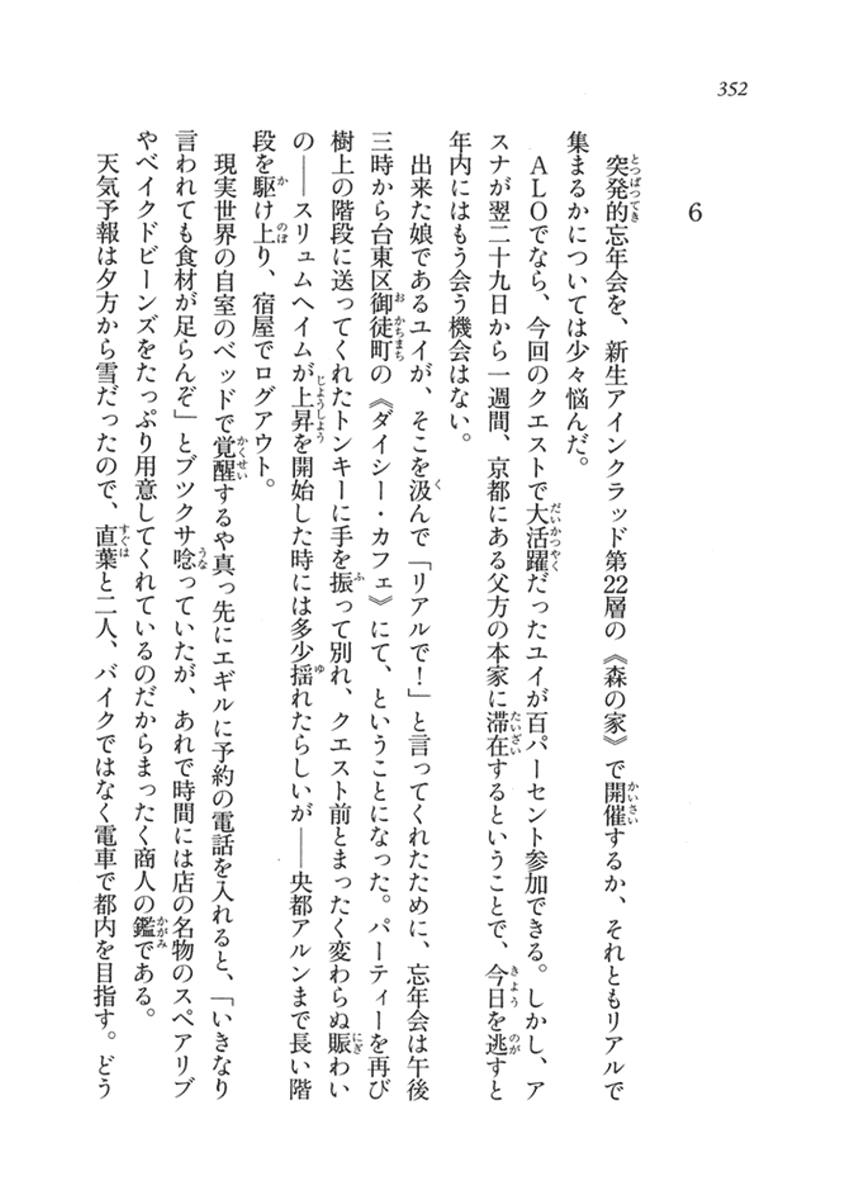 352
6
突発的忘年会を、新生アインクラッド第22層の《森の家》で開催するか、それともリアルで
集まるかについては少々悩んだ。
ALOでなら、今回のクエストで大活躍だったユイが百パーセント参加できる。しかし、ア
スナが翌二十九日から一週間、京都にある父方の本家に滞在するということで、今日を逃すと
年内にはもう会う機会はない。
出来た娘であるユイが、そこを汲んで「リアルで！」と言ってくれたために、忘年会は午後
三時から台東区御徒町の《ダイシー・カフェ》にて、ということになった。パーティーを再び
樹上の階段に送ってくれたトンキーに手を振って別れ、クエスト前とまったく変わらぬ賑わい
の――スリュムヘイムが上昇を開始した時には多少揺れたらしいが――央都アルンまで長い階
段を駆け上り、宿屋でログアウト。
現実世界の自室のベッドで覚醒するや真っ先にエギルに予約の電話を入れると、「いきなり
言われても食材が足らんぞ」とブツクサ唸っていたが、あれで時間には店の名物のスペアリブ
やベイクドビーンズをたっぷり用意してくれているのだからまったく商人の鑑である。
天気予報は夕方から雪だったので、直葉と二人、バイクではなく電車で都内を目指す。どう